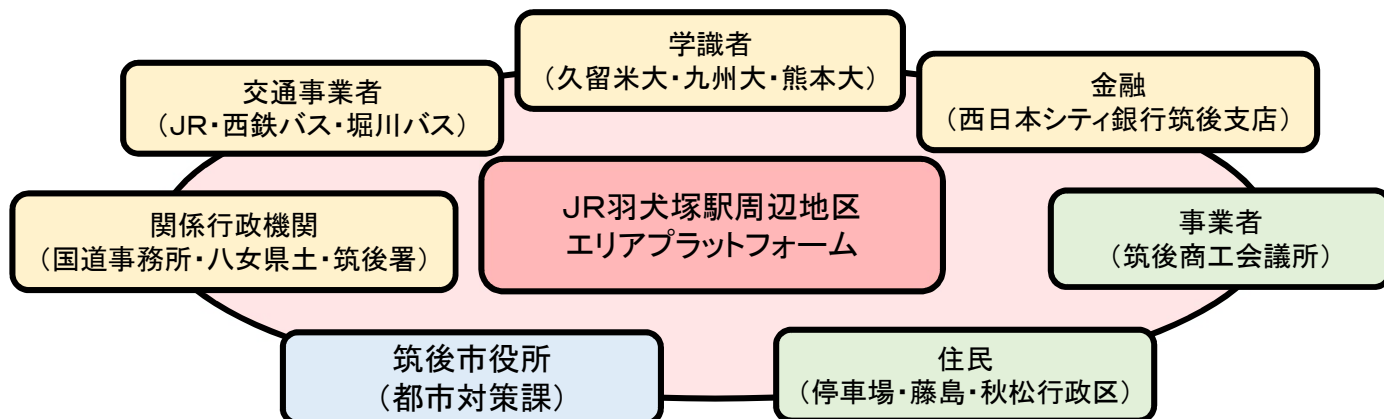 学識者
（久留米大・九州大・熊本大）
交通事業者
（JR・西鉄バス・堀川バス）
金融
（西日本シティ銀行筑後支店）
JR羽犬塚駅周辺地区
エリアプラットフォーム
関係行政機関
（国道事務所・八女県土・筑後署）
事業者
（筑後商工会議所）
筑後市役所
（都市対策課）
住民
（停車場・藤島・秋松行政区）